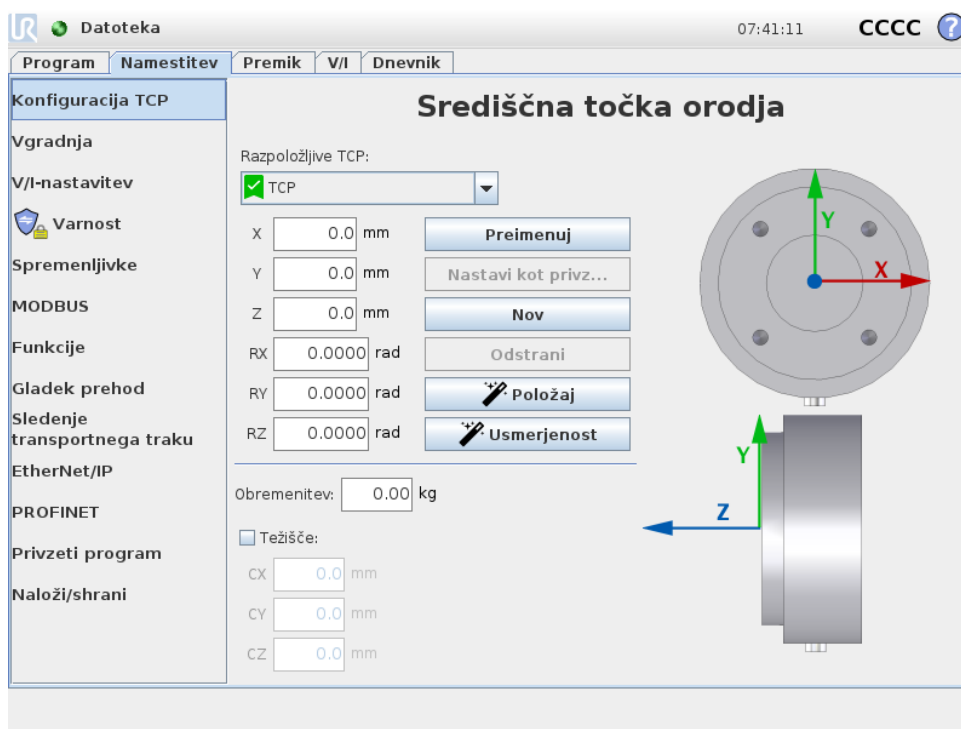 UR Datoteka 07:41:11 CCCC ?
Program Namestitev Premik V/I Dnevnik
Konfiguracija TCP
Vgradnja
V/I-nastavitev
Varnost
Spremenljivke
MODBUS
Funkcije
Gladek prehod
Sledenje
transportnega traku
EtherNet/IP
PROFINET
Privzeti program
Naloži/shrani
Središčna točka orodja
Razpoložljive TCP:
TCP
X 0.0 mm Preimenuj
Y 0.0 mm Nastavi kot privz...
Z 0.0 mm Nov
RX 0.0000 rad Odstrani
RY 0.0000 rad Položaj
RZ 0.0000 rad Usmerjenost
Obremenitev: 0.00 kg
Težišče:
CX 0.0 mm
CY 0.0 mm
CZ 0.0 mm
Y
X
Y
Z